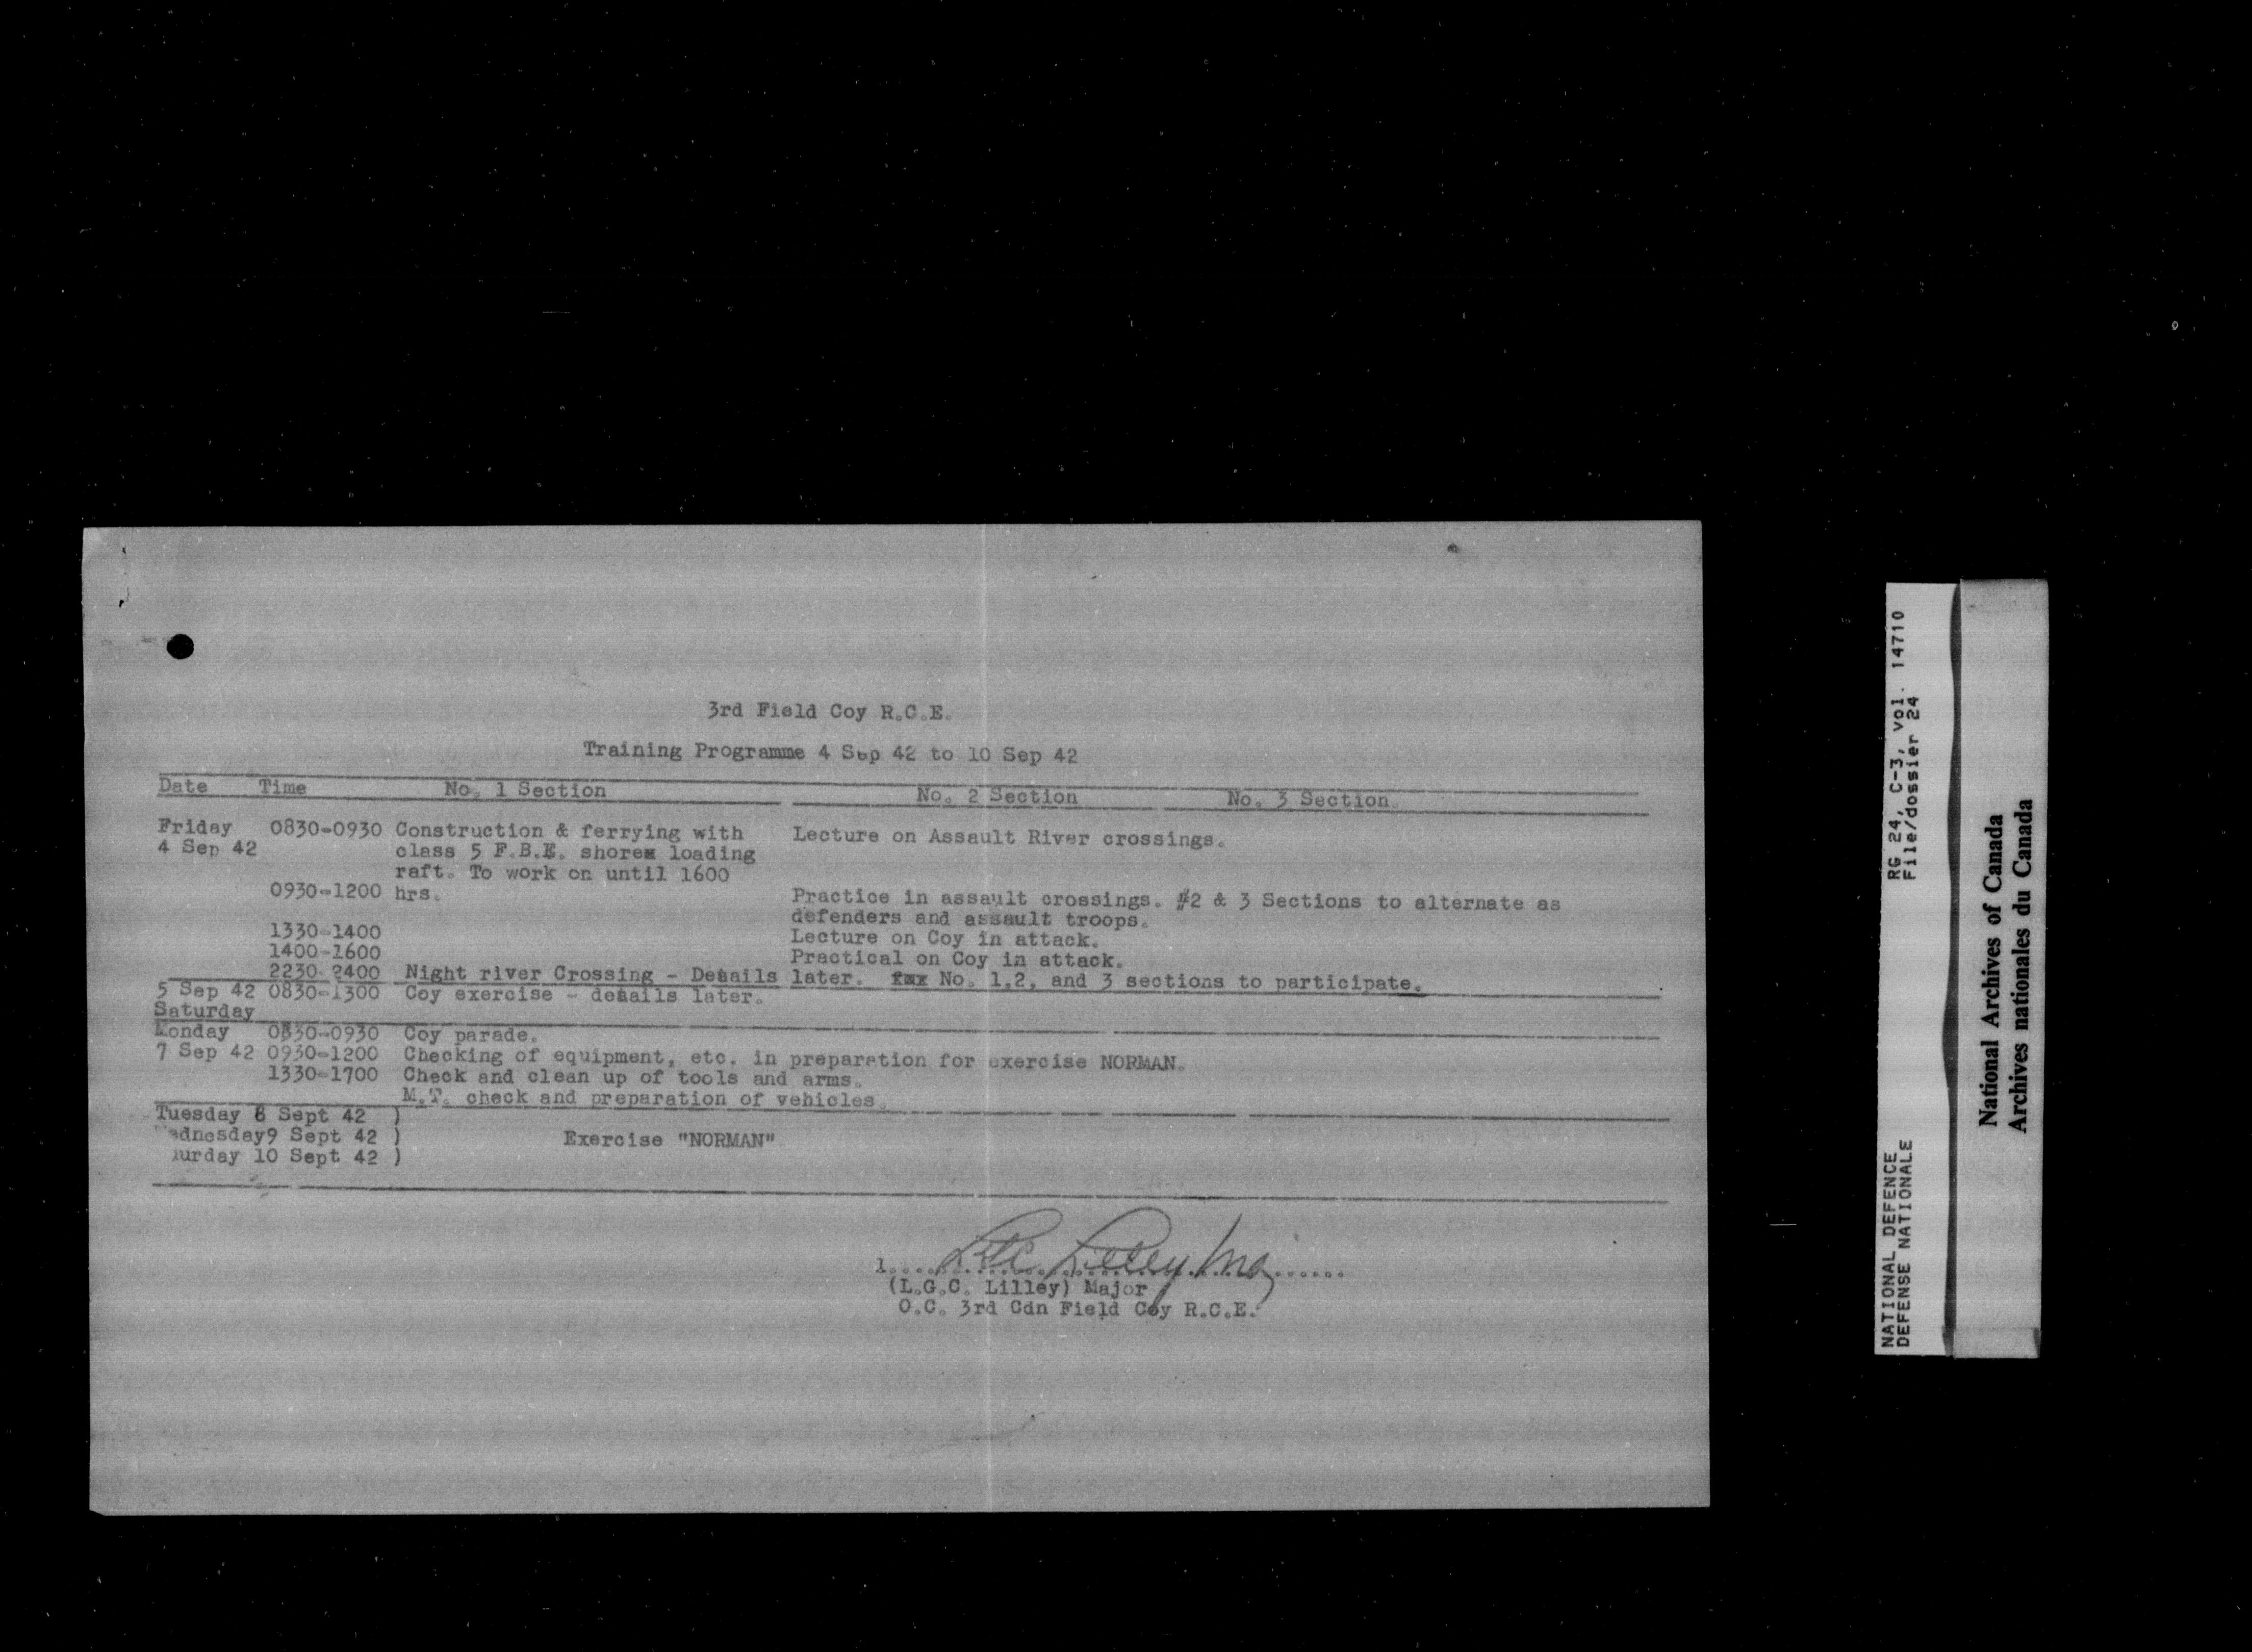 3rd Field Coy R.C.E.
Training Programme 4 Sep 42 to 10 Sep 42
Date Time No. 1 Section No. 2 Section No. 3 Section.
Friday 0830-0930 Construction & ferrying with Lecture on Assault River crossings.
4 Sep 42 class 5 F.B.E. shore loading
raft. To work on until 1600
0930-1200 hrs. Practice in assault crossings. #2 & 3 Sections to alternate as
defenders and assault troops.
1330-1400 Lecture on Coy in attack.
1400-1600 Practical on Coy in attack.
2230-2400 Night river Crossing - Details later. No. 1,2, and 3 sections to participate.
5 Sep 42 0830-1300 Coy exercise - details later.
Saturday
Monday 0830-0930 Coy parade.
7 Sep 42 0930-1200 Checking of equipment, etc. in preparation for exercise NORMAN.
1330-1700 Check and clean up of tools and arms.
M.T. check and preparation of vehicles.
Tuesday 8 Sept 42 )
Wednesday9 Sept 42 ) Exercise "NORMAN"
urday 10 Sept 42 )
1..... LGC Lilley Maj......
(L.G.C. Lilley) Major
O.C. 3rd Cdn Field Coy R.C.E.
NATIONAL DEFENCE RG 24, C-3, vol. 14710
DEFENSE NATIONALE File/dossier 24
National Archives of Canada
Archives nationales du Canada